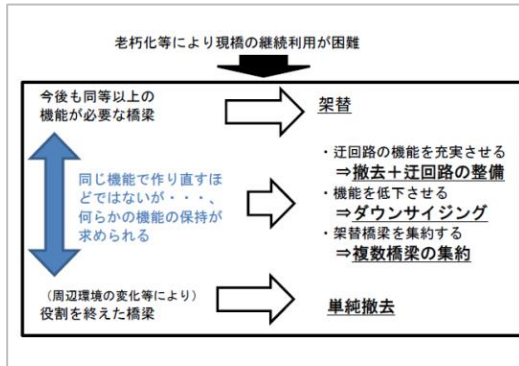 老朽化等により現橋の継続利用が困難
今後も同等以上の
機能が必要な橋梁
架替
同じ機能で作り直すほ
どではないが・・・、
何らかの機能の保持が
求められる
・迂回路の機能を充実させる
⇒撤去＋迂回路の整備
・機能を低下させる
⇒ダウンサイジング
・架替橋梁を集約する
⇒複数橋梁の集約
（周辺環境の変化等により）
役割を終えた橋梁
単純撤去